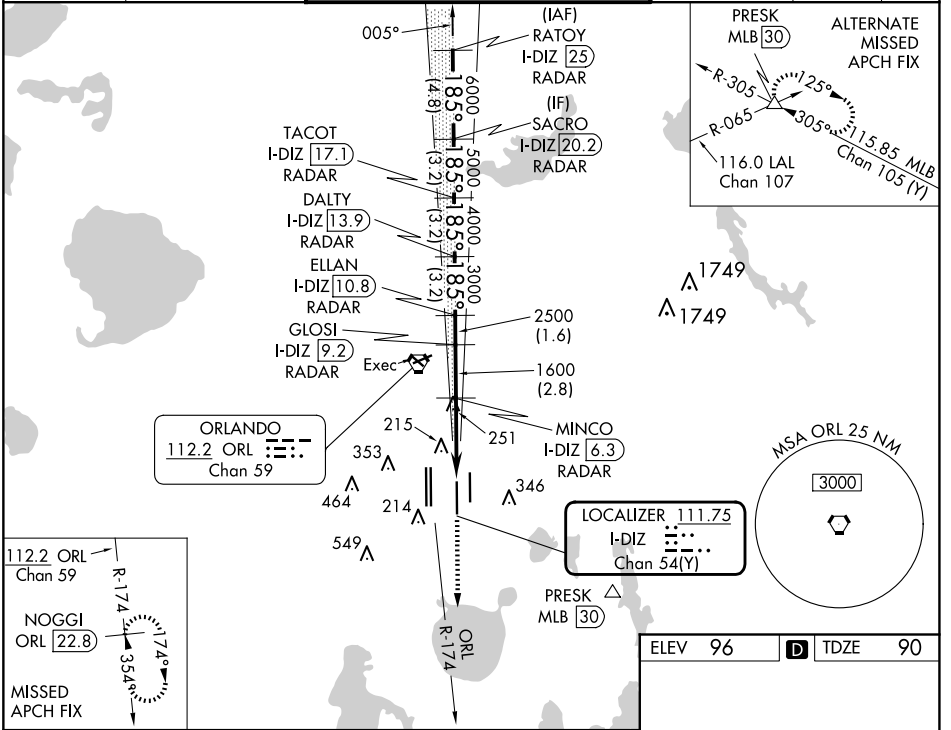 005°
(IAF)
RATOY
I-DIZ 25
RADAR
6000
(4.8)
185°
(IF)
SACRO
I-DIZ 20.2
RADAR
TACOT
I-DIZ 17.1
RADAR
5000
(3.2)
185°
DALTY
I-DIZ 13.9
RADAR
4000
(3.2)
185°
ELLAN
I-DIZ 10.8
RADAR
3000
(3.2)
185°
GLOSI
I-DIZ 9.2
RADAR
2500
(1.6)
1600
(2.8)
Exec
MINCO
I-DIZ 6.3
RADAR
ORLANDO
112.2 ORL
Chan 59
215
251
353
464
214
346
549
1749
1749
LOCALIZER 111.75
I-DIZ
Chan 54(Y)
PRESK
MLB 30
ORL
R-174
PRESK
MLB 30
ALTERNATE
MISSED
APCH FIX
R-305
125°
R-065
305°
115.85 MLB
Chan 105 (Y)
116.0 LAL
Chan 107
MSA ORL 25 NM
3000
112.2 ORL
Chan 59
R-174
NOGGI
ORL 22.8
174°
354°
MISSED
APCH FIX
ELEV 96 D TDZE 90